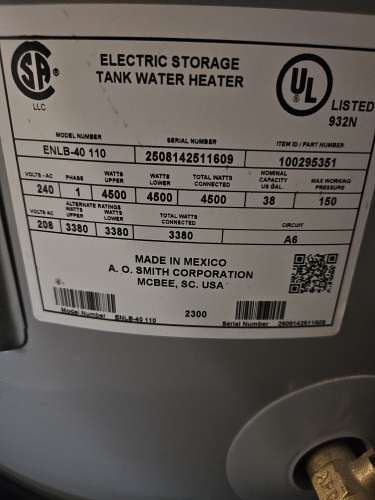 CSA
LLC
ELECTRIC STORAGE
TANK WATER HEATER
UL
LISTED
932N
MODEL NUMBER SERIAL NUMBER ITEM ID / PART NUMBER
ENLB-40 110 2508142511609 100295351
VOLTS - AC PHASE WATTS UPPER WATTS LOWER TOTAL WATTS CONNECTED NOMINAL CAPACITY US GAL. MAX WORKING PRESSURE
240 1 4500 4500 4500 38 150
VOLTS - AC ALTERNATE RATINGS WATTS UPPER WATTS LOWER TOTAL WATTS CONNECTED CIRCUIT
208 3380 3380 3380 A6
MADE IN MEXICO
A. O. SMITH CORPORATION
MCBEE, SC. USA
2300
Model Number ENLB-40 110 Serial Number 2508142511609